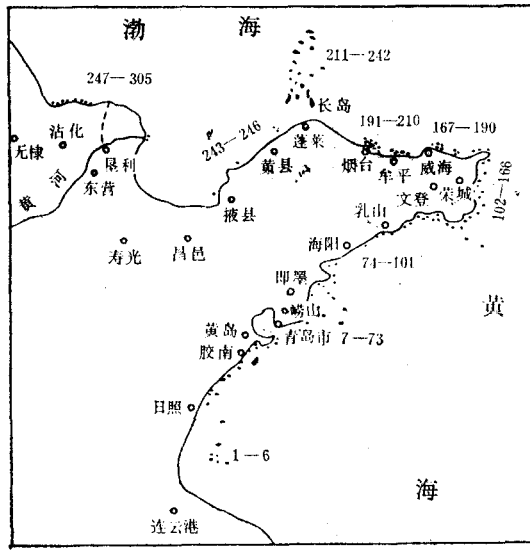 渤 海
211—242
247—305
长岛
191—210
167—190
沾化
蓬莱
243—246
无棣
垦利
黄县
烟台
牟平
威海
黄 河
东营
掖县
文登
荣城
102—166
乳山
寿光
昌邑
海阳
74—101
即墨
黄
崂山
黄岛
青岛市 7—73
胶南
日照
1—6
海
连云港